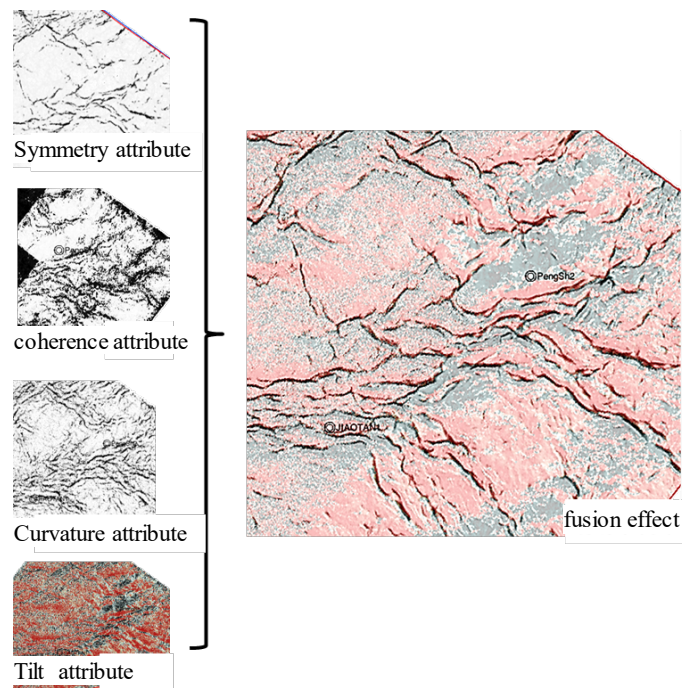 Symmetry attribute
coherence attribute
Curvature attribute
Tilt attribute
PengSh2
JIAOTAN1
fusion effect